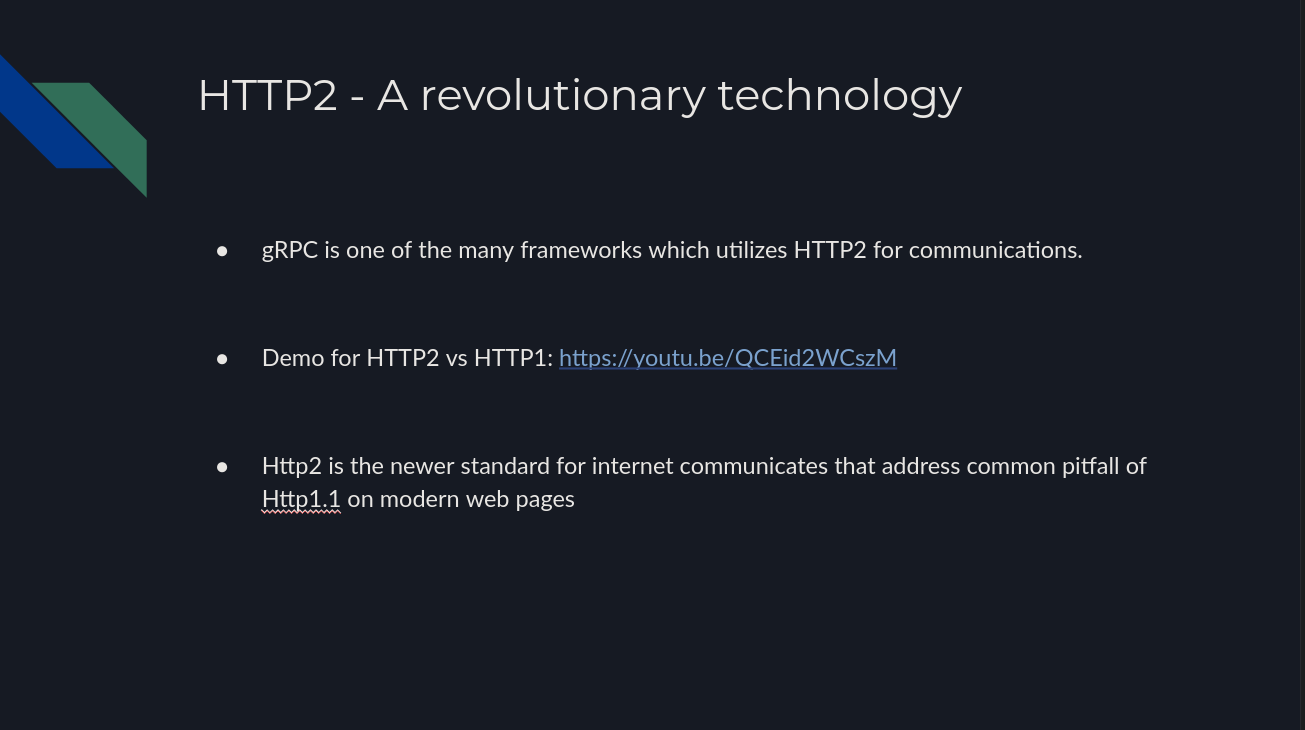 HTTP2 - A revolutionary technology
● gRPC is one of the many frameworks which utilizes HTTP2 for communications.
● Demo for HTTP2 vs HTTP1: https://youtu.be/QCEid2WCszM
● Http2 is the newer standard for internet communicates that address common pitfall of
Http1.1 on modern web pages